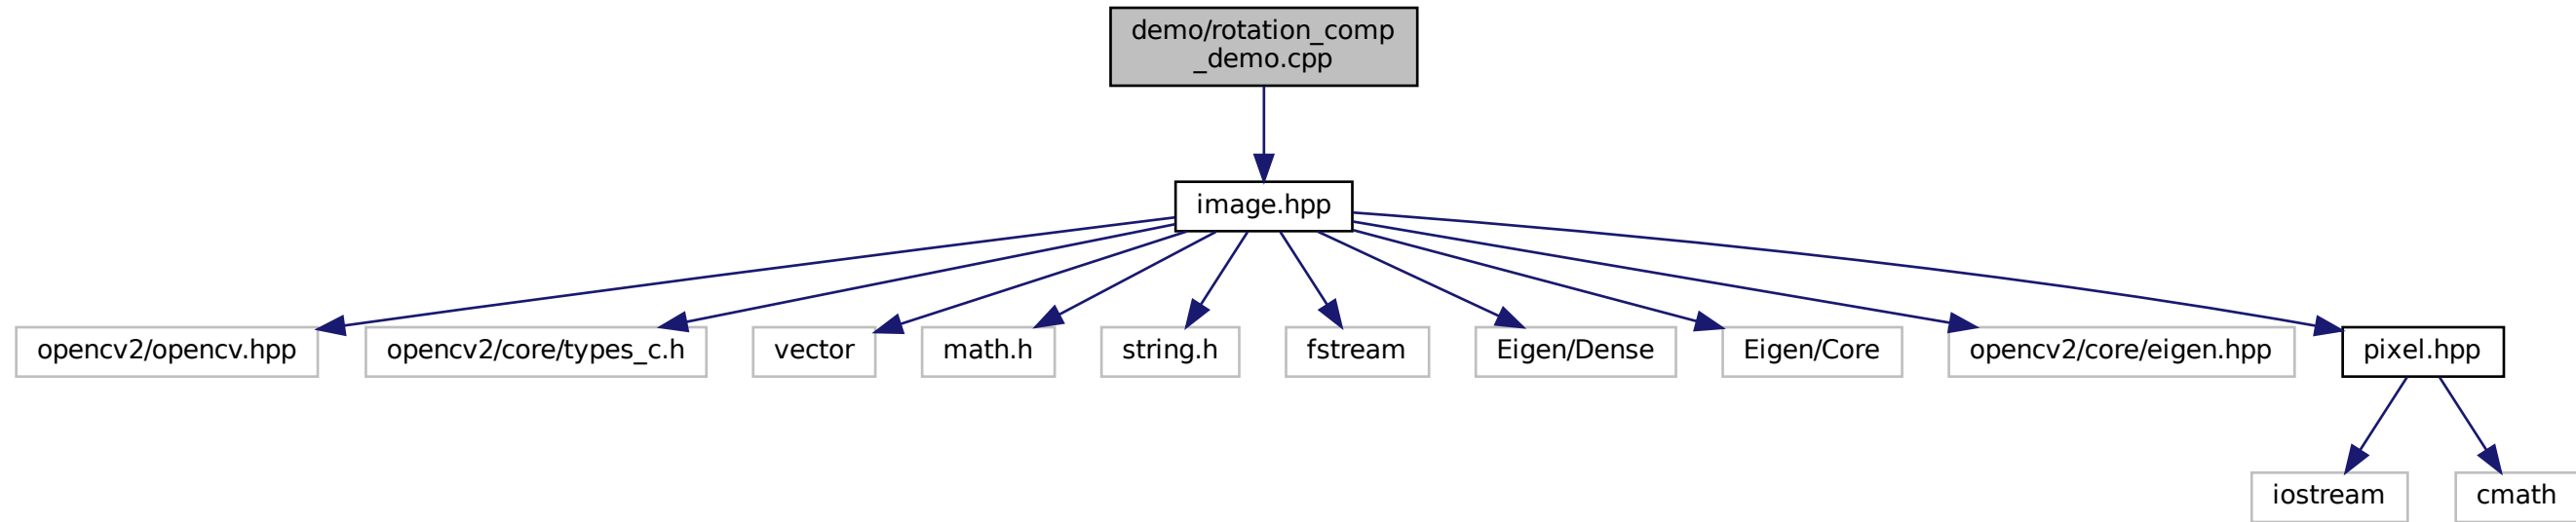 demo/rotation_comp
_demo.cpp
image.hpp
opencv2/opencv.hpp
opencv2/core/types_c.h
vector
math.h
string.h
fstream
Eigen/Dense
Eigen/Core
opencv2/core/eigen.hpp
pixel.hpp
iostream
cmath